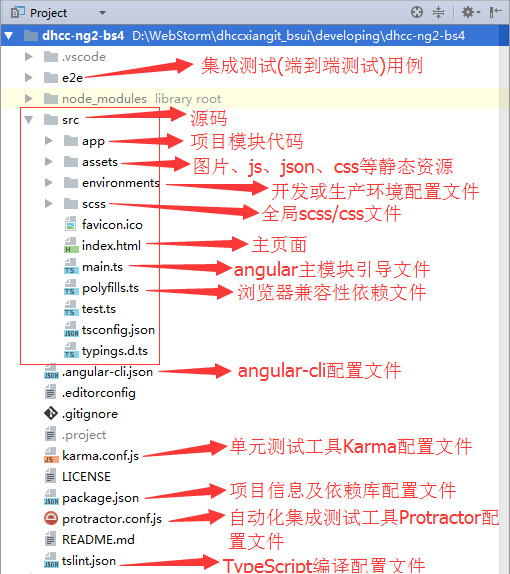 Project
dhcc-ng2-bs4 D:\WebStorm\dhccxiangit_bsui\developing\dhcc-ng2-bs4
.vscode
e2e 集成测试(端到端测试)用例
node_modules library root
src 源码
app 项目模块代码
assets 图片、js、json、css等静态资源
environments 开发或生产环境配置文件
scss 全局scss/css文件
favicon.ico
index.html 主页面
main.ts angular主模块引导文件
polyfills.ts 浏览器兼容性依赖文件
test.ts
tsconfig.json
typings.d.ts
.angular-cli.json angular-cli配置文件
.editorconfig
.gitignore
.project
karma.conf.js 单元测试工具Karma配置文件
LICENSE
package.json 项目信息及依赖库配置文件
protractor.conf.js 自动化集成测试工具Protractor配
置文件
README.md
tslint.json TypeScript编译配置文件